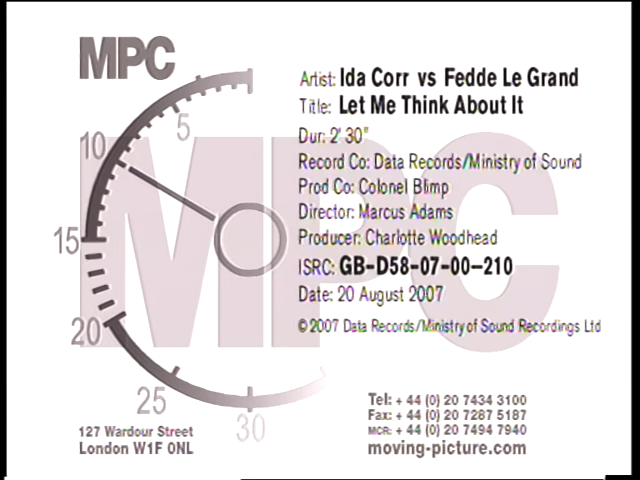 MPC
Artist: Ida Corr vs Fedde Le Grand
Title: Let Me Think About It
Dur: 2' 30"
Record Co: Data Records/Ministry of Sound
Prod Co: Colonel Blimp
Director: Marcus Adams
Producer: Charlotte Woodhead
ISRC: GB-D58-07-00-210
Date: 20 August 2007
©2007 Data Records/Ministry of Sound Recordings Ltd
5
10
15
20
25
30
MPC
127 Wardour Street
London W1F 0NL
Tel: + 44 (0) 20 7434 3100
Fax: + 44 (0) 20 7287 5187
MCR: + 44 (0) 20 7494 7940
moving-picture.com